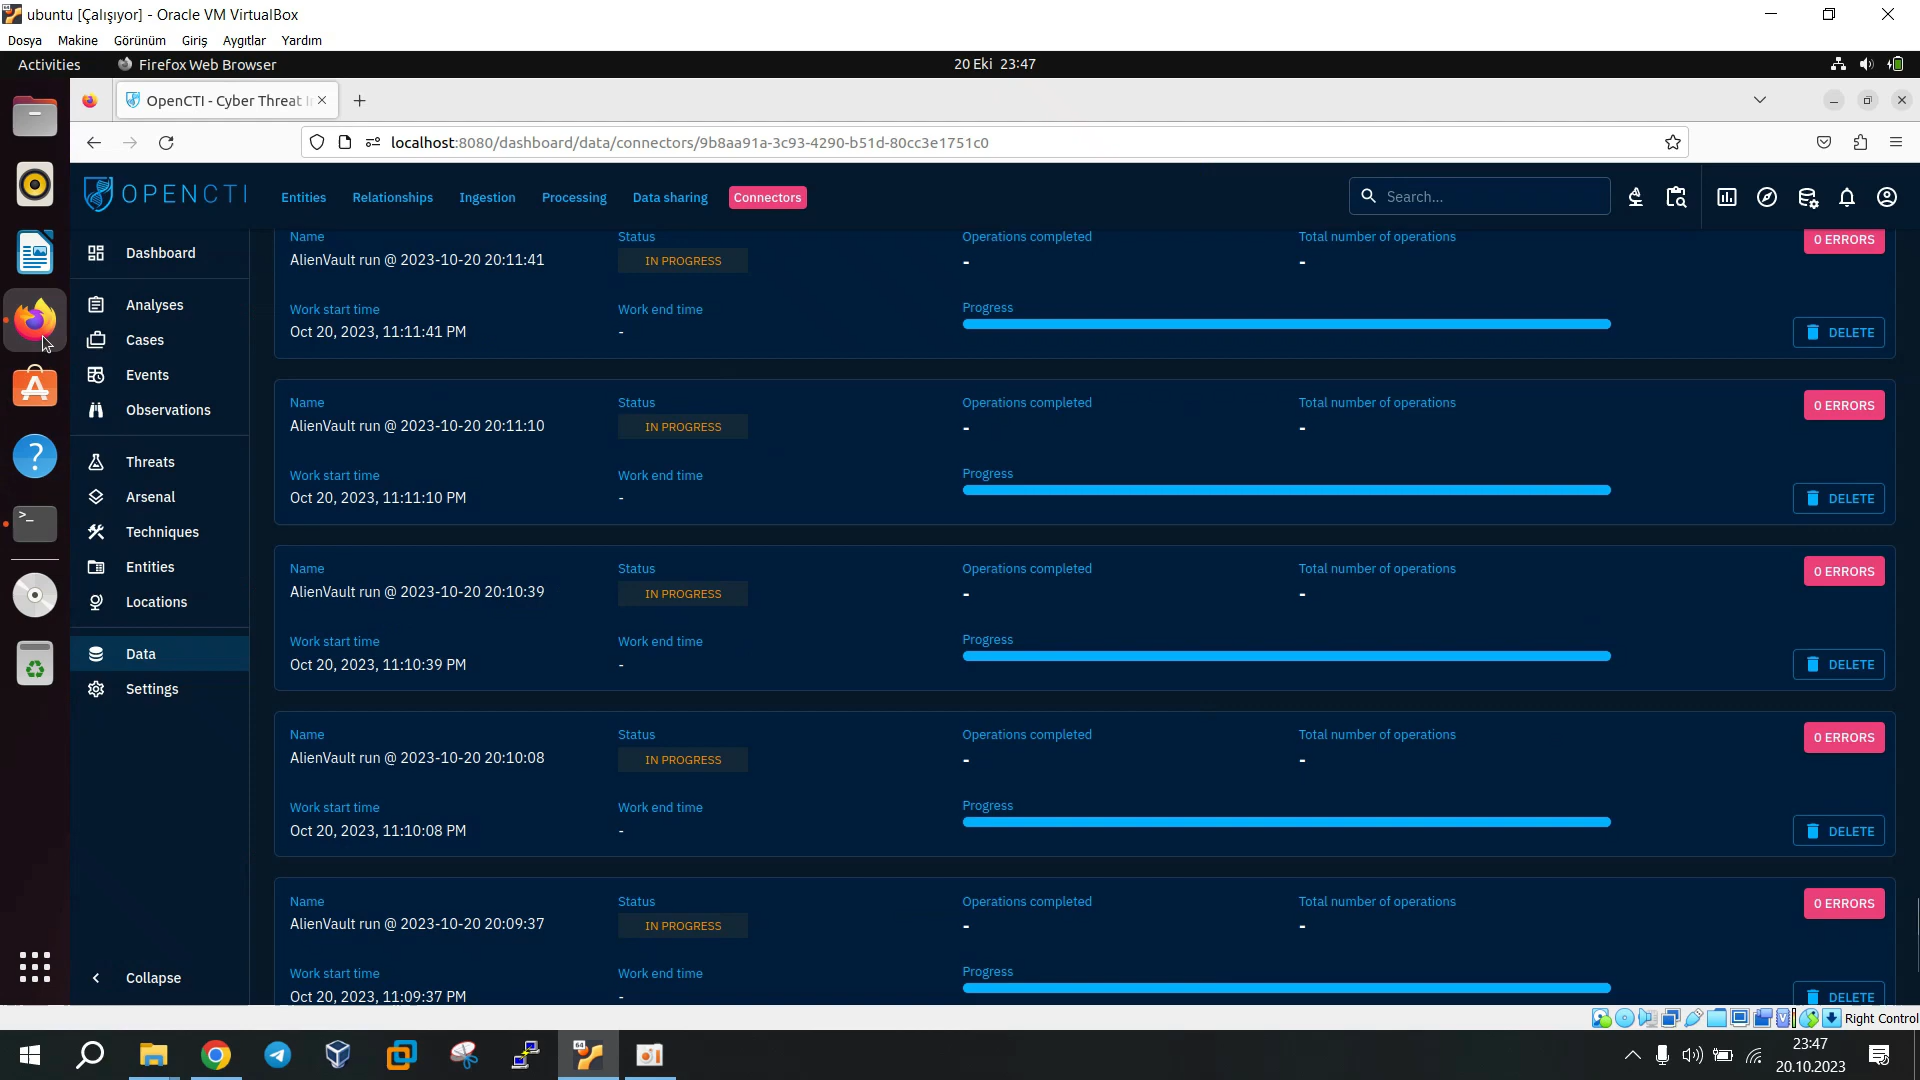 ubuntu [Çalışıyor] - Oracle VM VirtualBox
Dosya Makine Görünüm Giriş Aygıtlar Yardım
Activities Firefox Web Browser 20 Eki 23:47
OpenCTI - Cyber Threat I
localhost:8080/dashboard/data/connectors/9b8aa91a-3c93-4290-b51d-80cc3e1751c0
OPENCTI Entities Relationships Ingestion Processing Data sharing Connectors Search...
Dashboard
Analyses
Cases
Events
Observations
Threats
Arsenal
Techniques
Entities
Locations
Data
Settings
Collapse
Name Status Operations completed Total number of operations 0 ERRORS
AlienVault run @ 2023-10-20 20:11:41 IN PROGRESS - -
Work start time Work end time Progress
Oct 20, 2023, 11:11:41 PM - DELETE
Name Status Operations completed Total number of operations 0 ERRORS
AlienVault run @ 2023-10-20 20:11:10 IN PROGRESS - -
Work start time Work end time Progress
Oct 20, 2023, 11:11:10 PM - DELETE
Name Status Operations completed Total number of operations 0 ERRORS
AlienVault run @ 2023-10-20 20:10:39 IN PROGRESS - -
Work start time Work end time Progress
Oct 20, 2023, 11:10:39 PM - DELETE
Name Status Operations completed Total number of operations 0 ERRORS
AlienVault run @ 2023-10-20 20:10:08 IN PROGRESS - -
Work start time Work end time Progress
Oct 20, 2023, 11:10:08 PM - DELETE
Name Status Operations completed Total number of operations 0 ERRORS
AlienVault run @ 2023-10-20 20:09:37 IN PROGRESS - -
Work start time Work end time Progress
Oct 20, 2023, 11:09:37 PM - DELETE
Right Control
23:47
20.10.2023